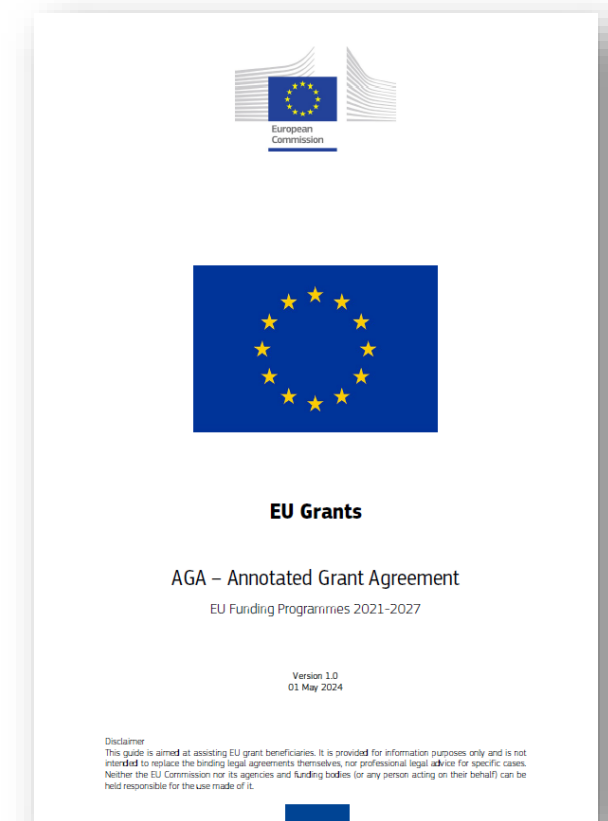 European
Commission
EU Grants
AGA – Annotated Grant Agreement
EU Funding Programmes 2021-2027
Version 1.0
01 May 2024
Disclaimer
This guide is aimed at assisting EU grant beneficiaries. It is provided for information purposes only and is not
intended to replace the binding legal agreements themselves, nor professional legal advice for specific cases.
Neither the EU Commission nor its agencies and funding bodies (or any person acting on their behalf) can be
held responsible for the use made of it.